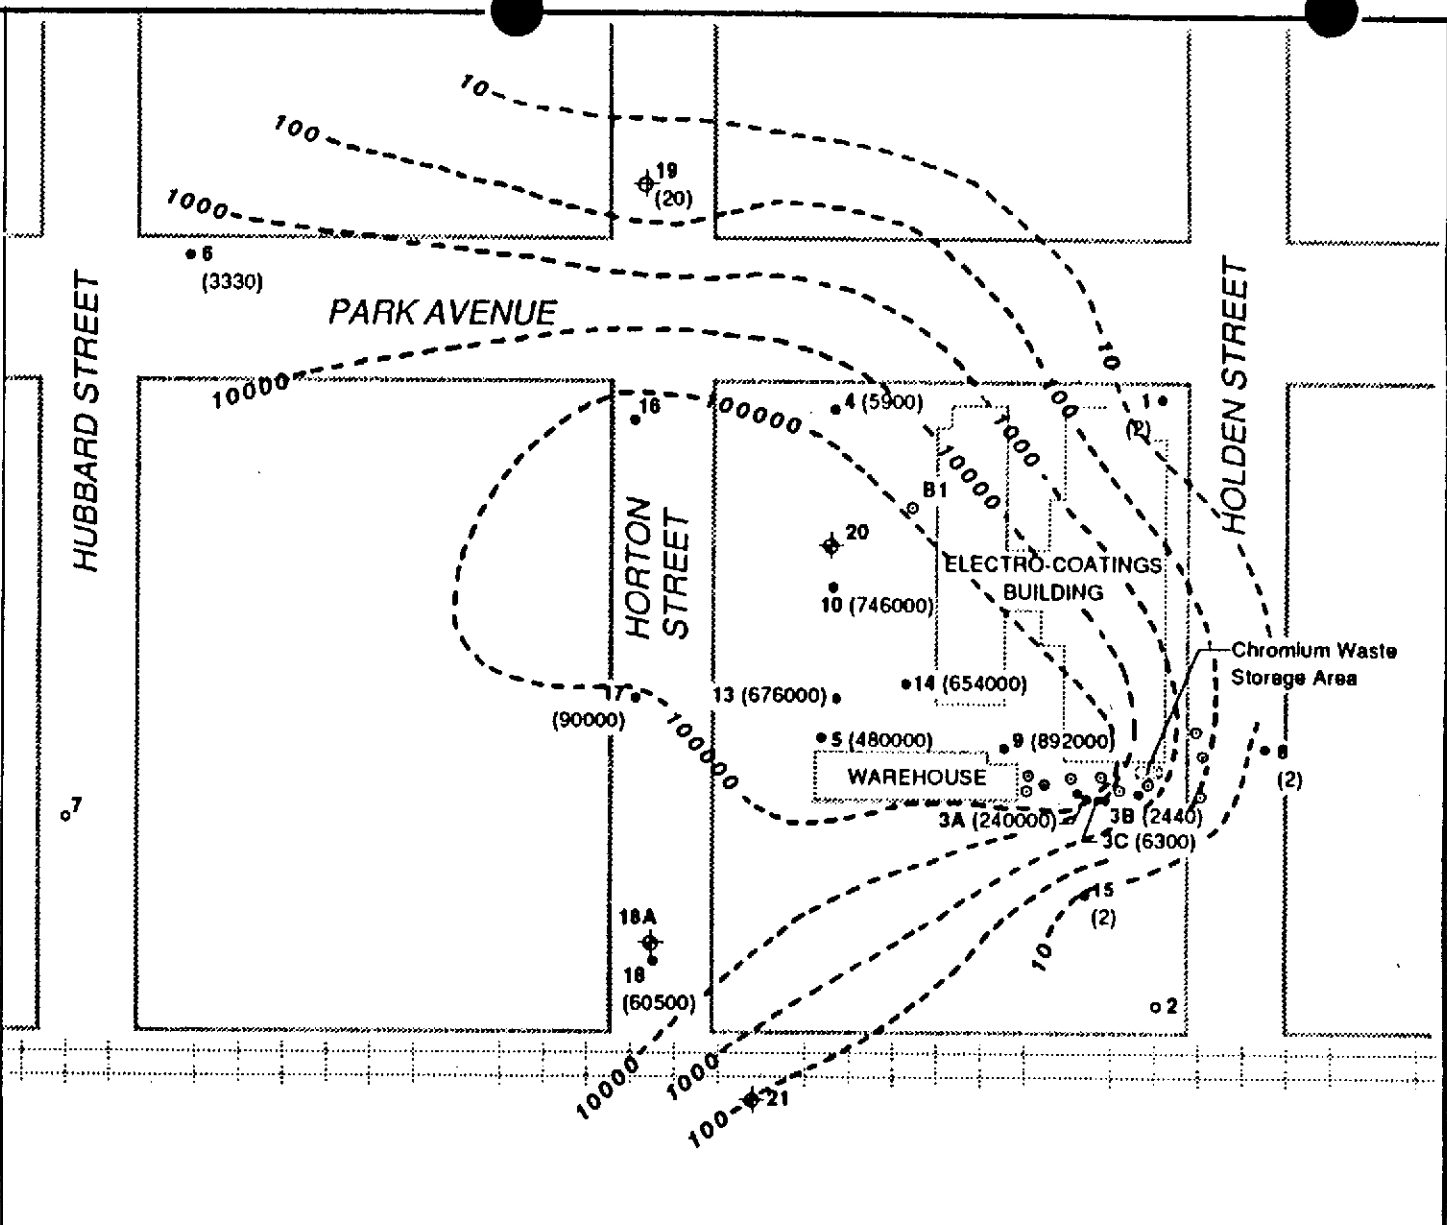 10
100
19
(20)
1000
6
(3330)
PARK AVENUE
HUBBARD STREET
HOLDEN STREET
10
10000
16
100000
4 (5900)
100
1
(2)
1000
10000
B1
HORTON
STREET
20
ELECTRO-COATINGS
BUILDING
10 (746000)
Chromium Waste
Storage Area
17
(90000)
13 (676000)
14 (654000)
100000
5 (480000)
9 (892000)
8
(2)
WAREHOUSE
7
3A (240000)
3B (2440)
3C (6300)
15
(2)
18A
18
(60500)
10
2
10000
1000
100
21